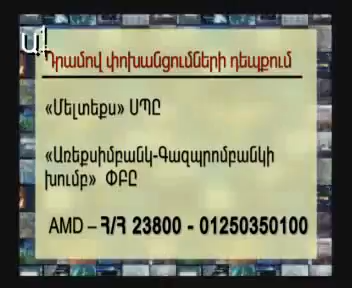 Ա!
Դրամով փոխանցումների դեպքում
«Մելտեքս» ՍՊԸ
«Առեքսիմբանկ-Գազպրոմբանկի
խումբ» ՓԲԸ
AMD – Հ/Հ 23800 - 01250350100